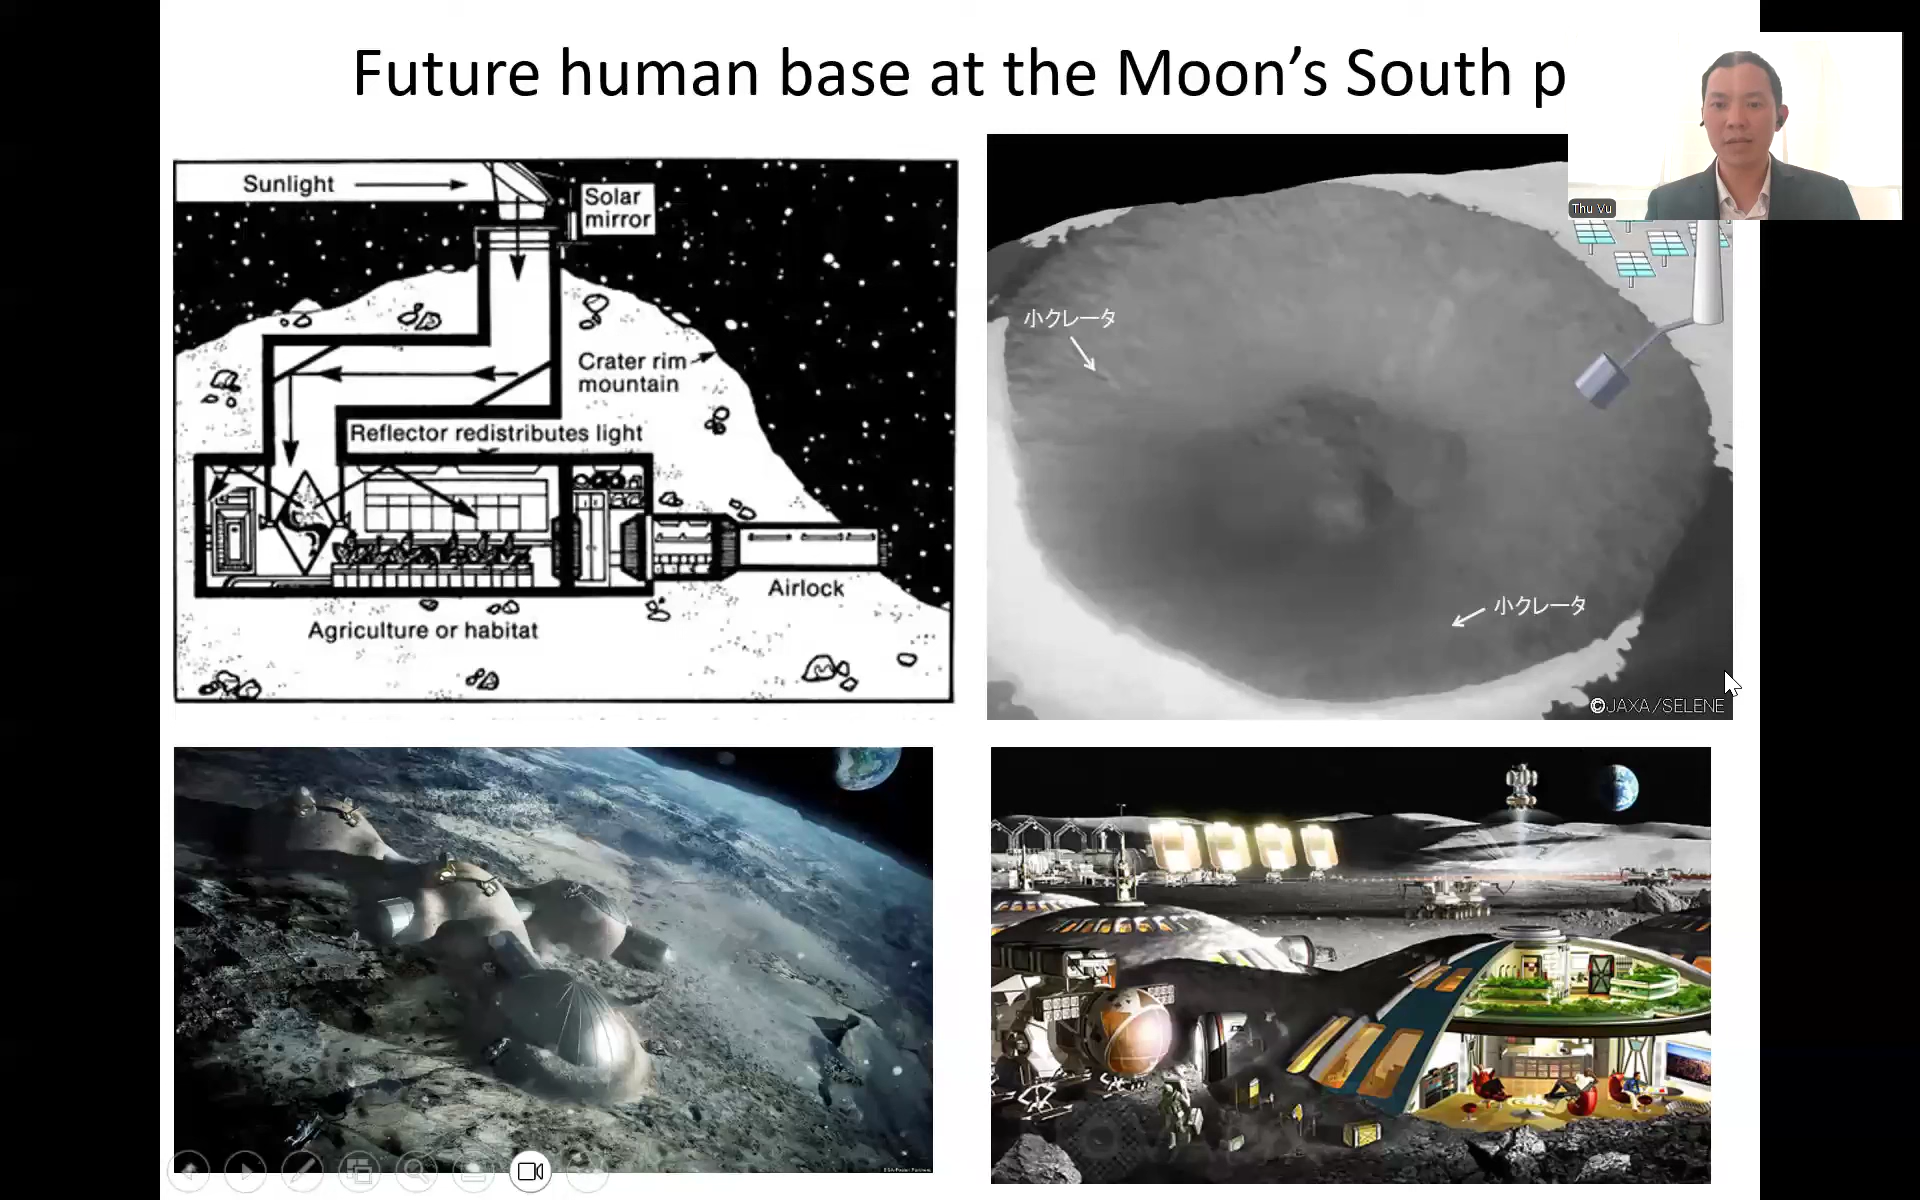 Future human base at the Moon’s South p
Thu Vu
Sunlight
Solar
mirror
Crater rim
mountain
Reflector redistributes light
Airlock
Agriculture or habitat
小クレータ
小クレータ
©JAXA/SELENE